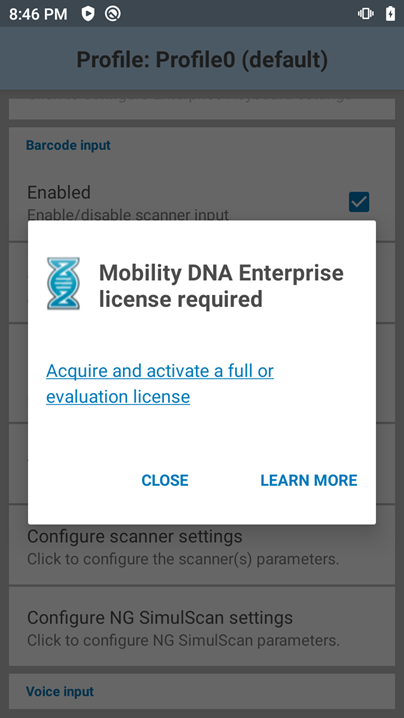 8:46 PM
Profile: Profile0 (default)
Barcode input
Enabled
Enable/disable scanner input
Mobility DNA Enterprise
license required
Acquire and activate a full or
evaluation license
CLOSE LEARN MORE
Configure scanner settings
Click to configure the scanner(s) parameters.
Configure NG SimulScan settings
Click to configure NG SimulScan parameters.
Voice input